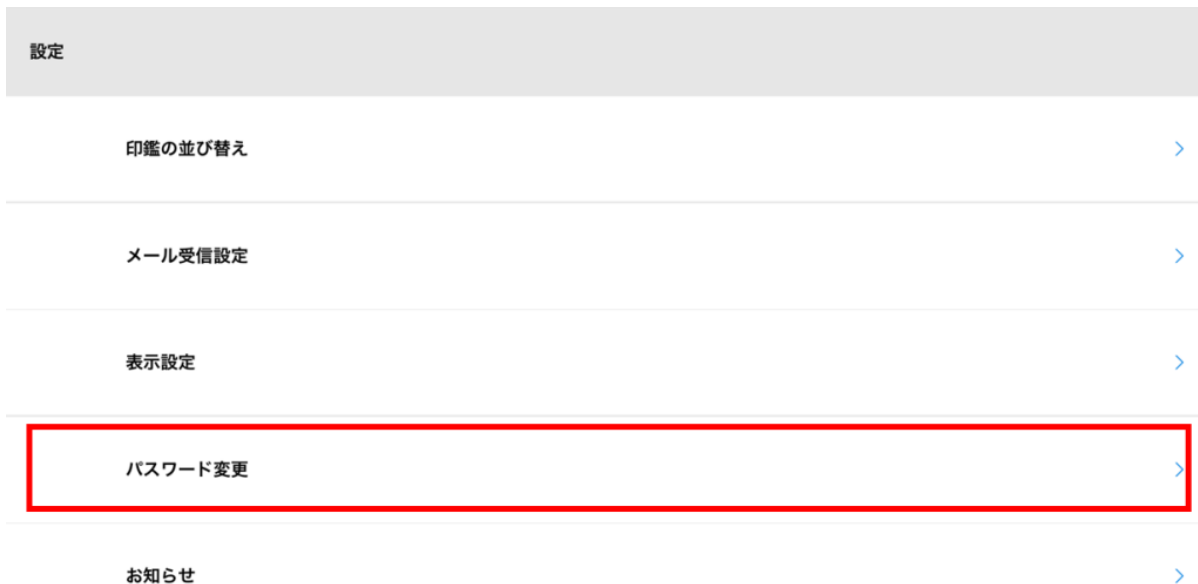 設定
印鑑の並び替え
メール受信設定
表示設定
パスワード変更
お知らせ